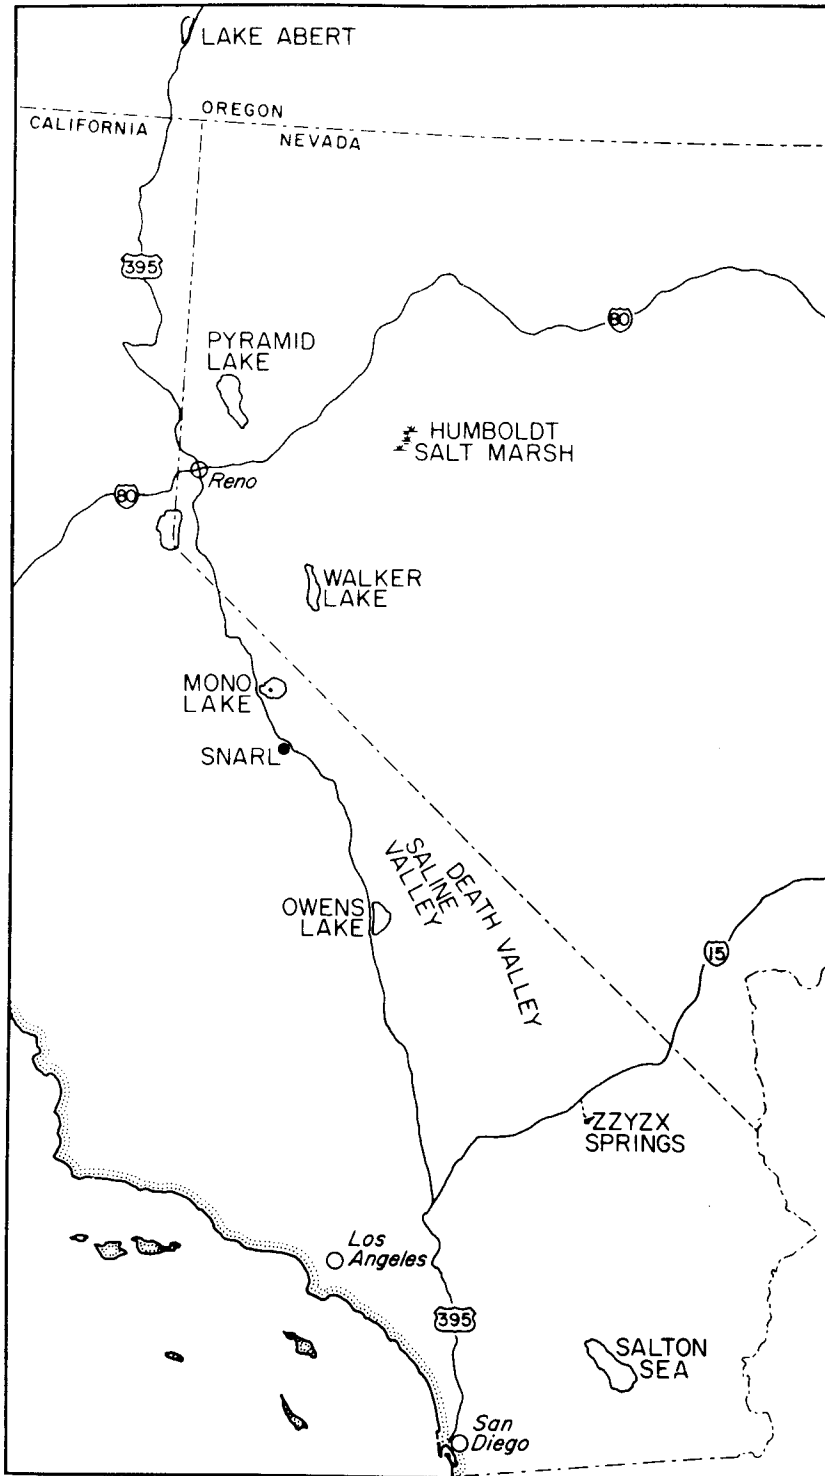 LAKE ABERT
OREGON
CALIFORNIA
NEVADA
395
80
PYRAMID
LAKE
HUMBOLDT
SALT MARSH
Reno
80
WALKER
LAKE
MONO
LAKE
SNARL
SALINE
VALLEY
DEATH VALLEY
OWENS
LAKE
15
ZZYZX
SPRINGS
Los
Angeles
395
SALTON
SEA
San
Diego